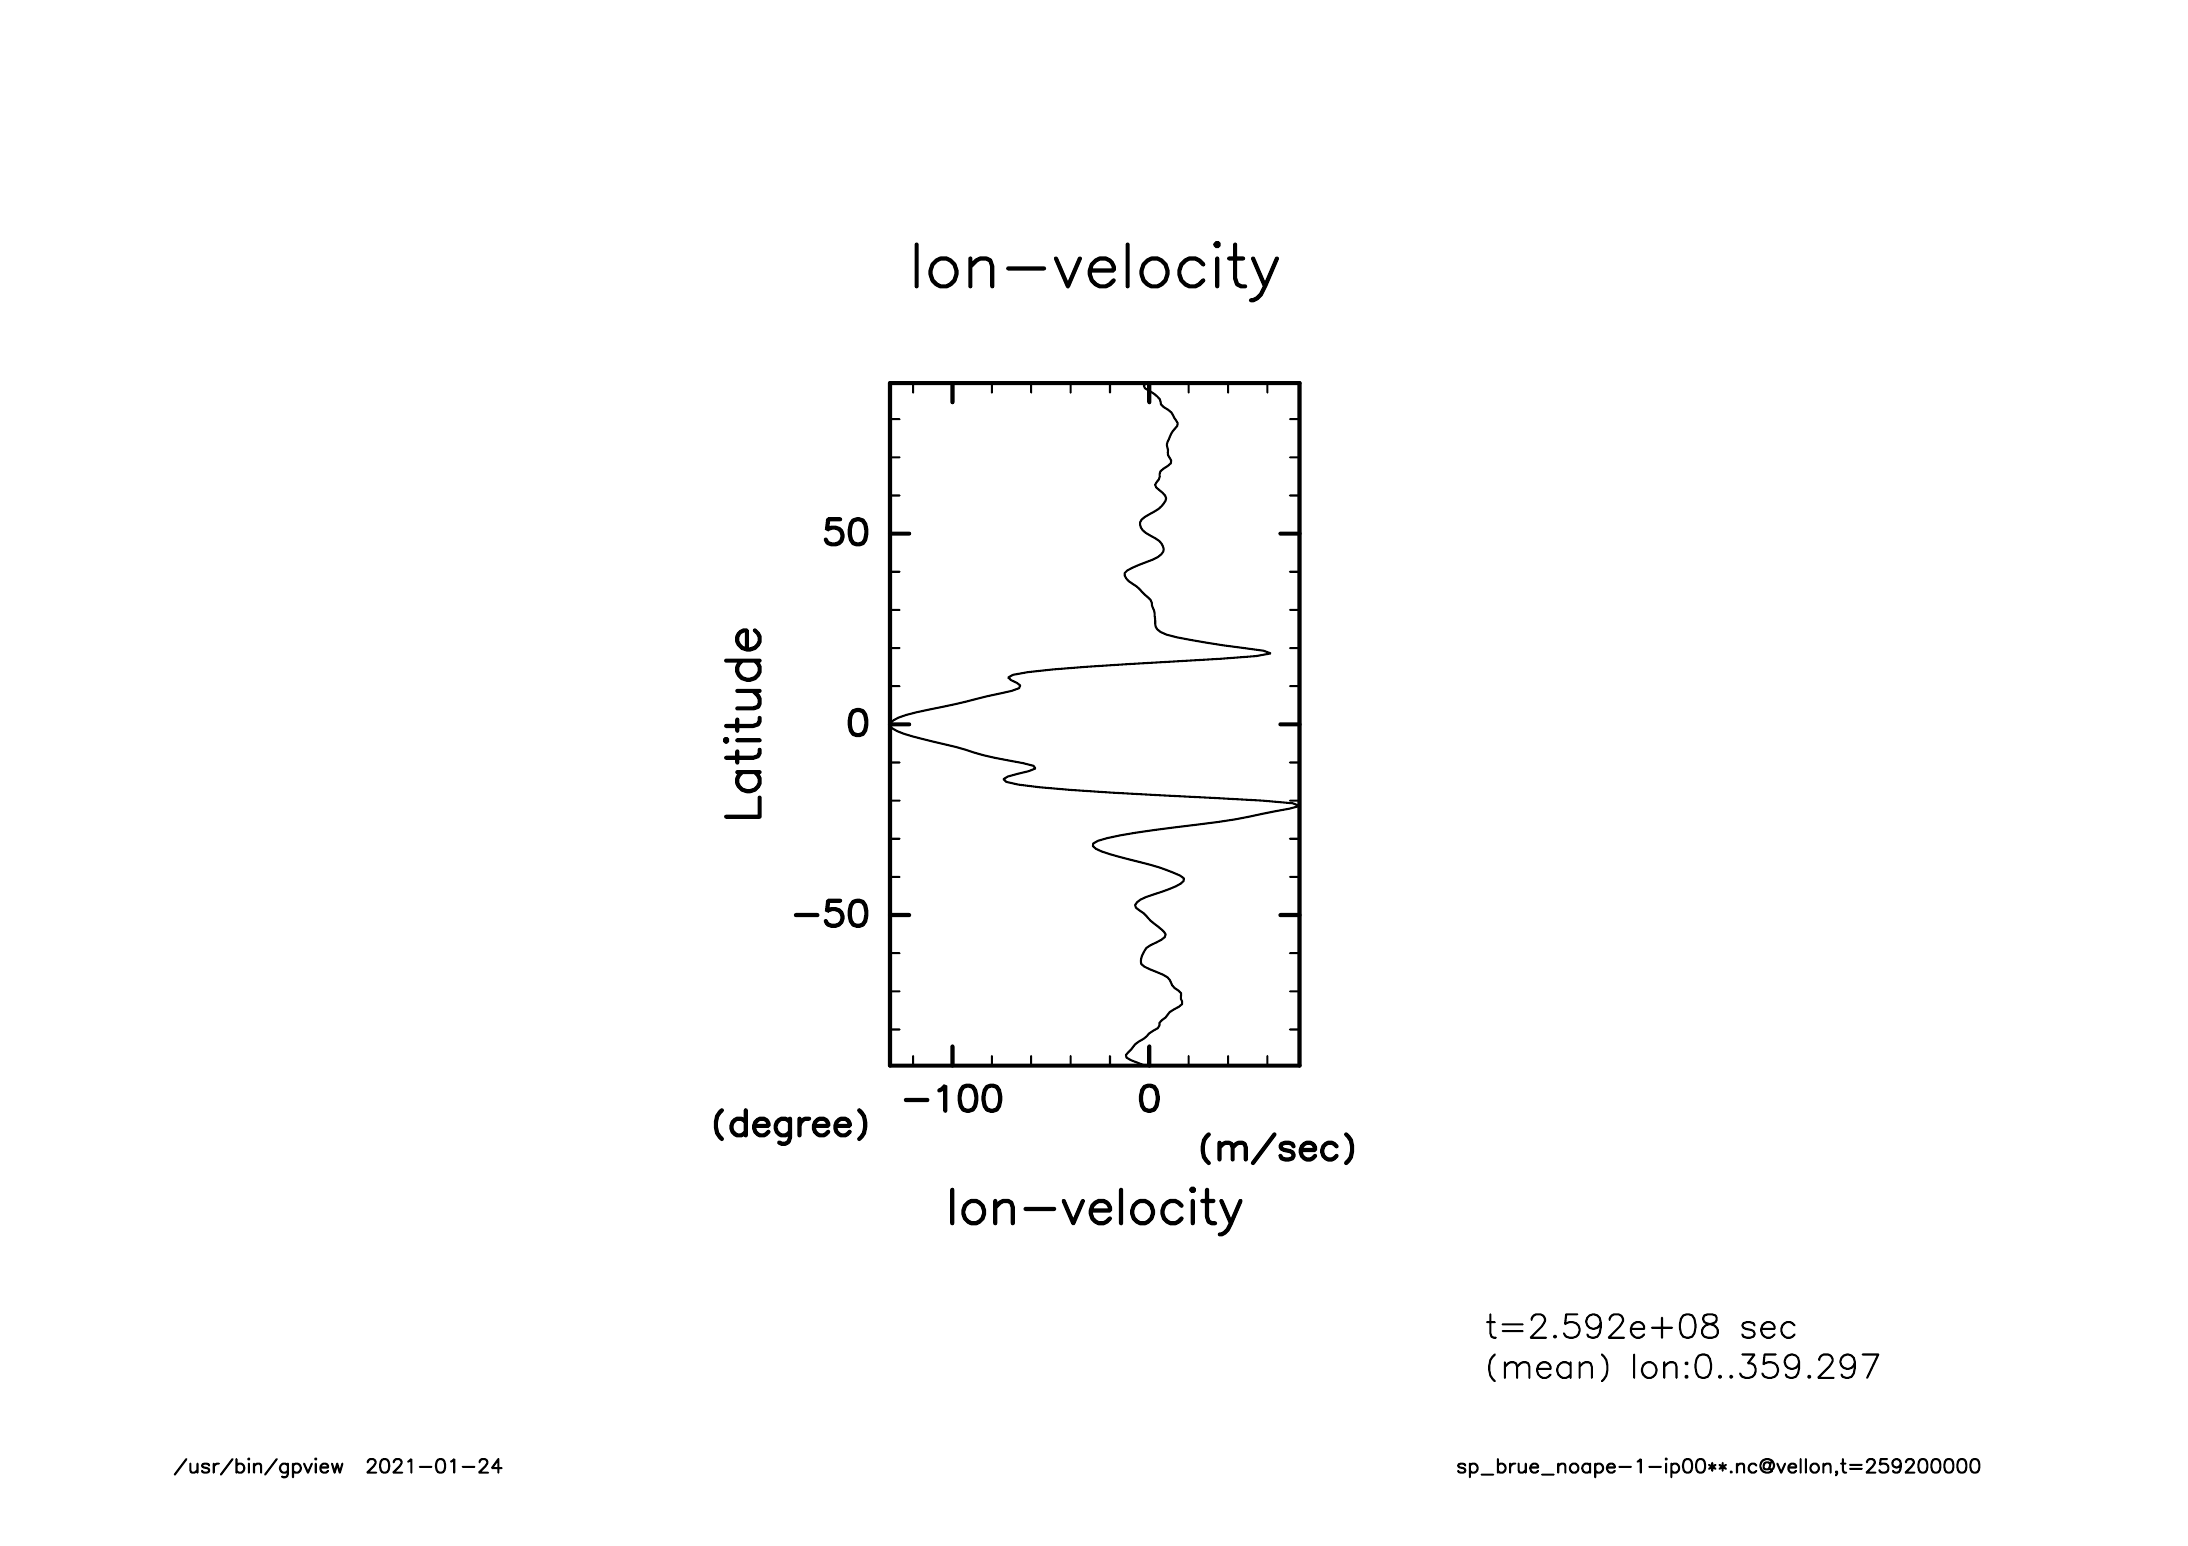 lon−velocity
50
0
−50
Latitude
−100
0
(degree)
(m/sec)
lon−velocity
t=2.592e+08 sec
(mean) lon:0..359.297
/usr/bin/gpview 2021−01−24
sp_brue_noape−1−ip00**.nc@vellon,t=259200000